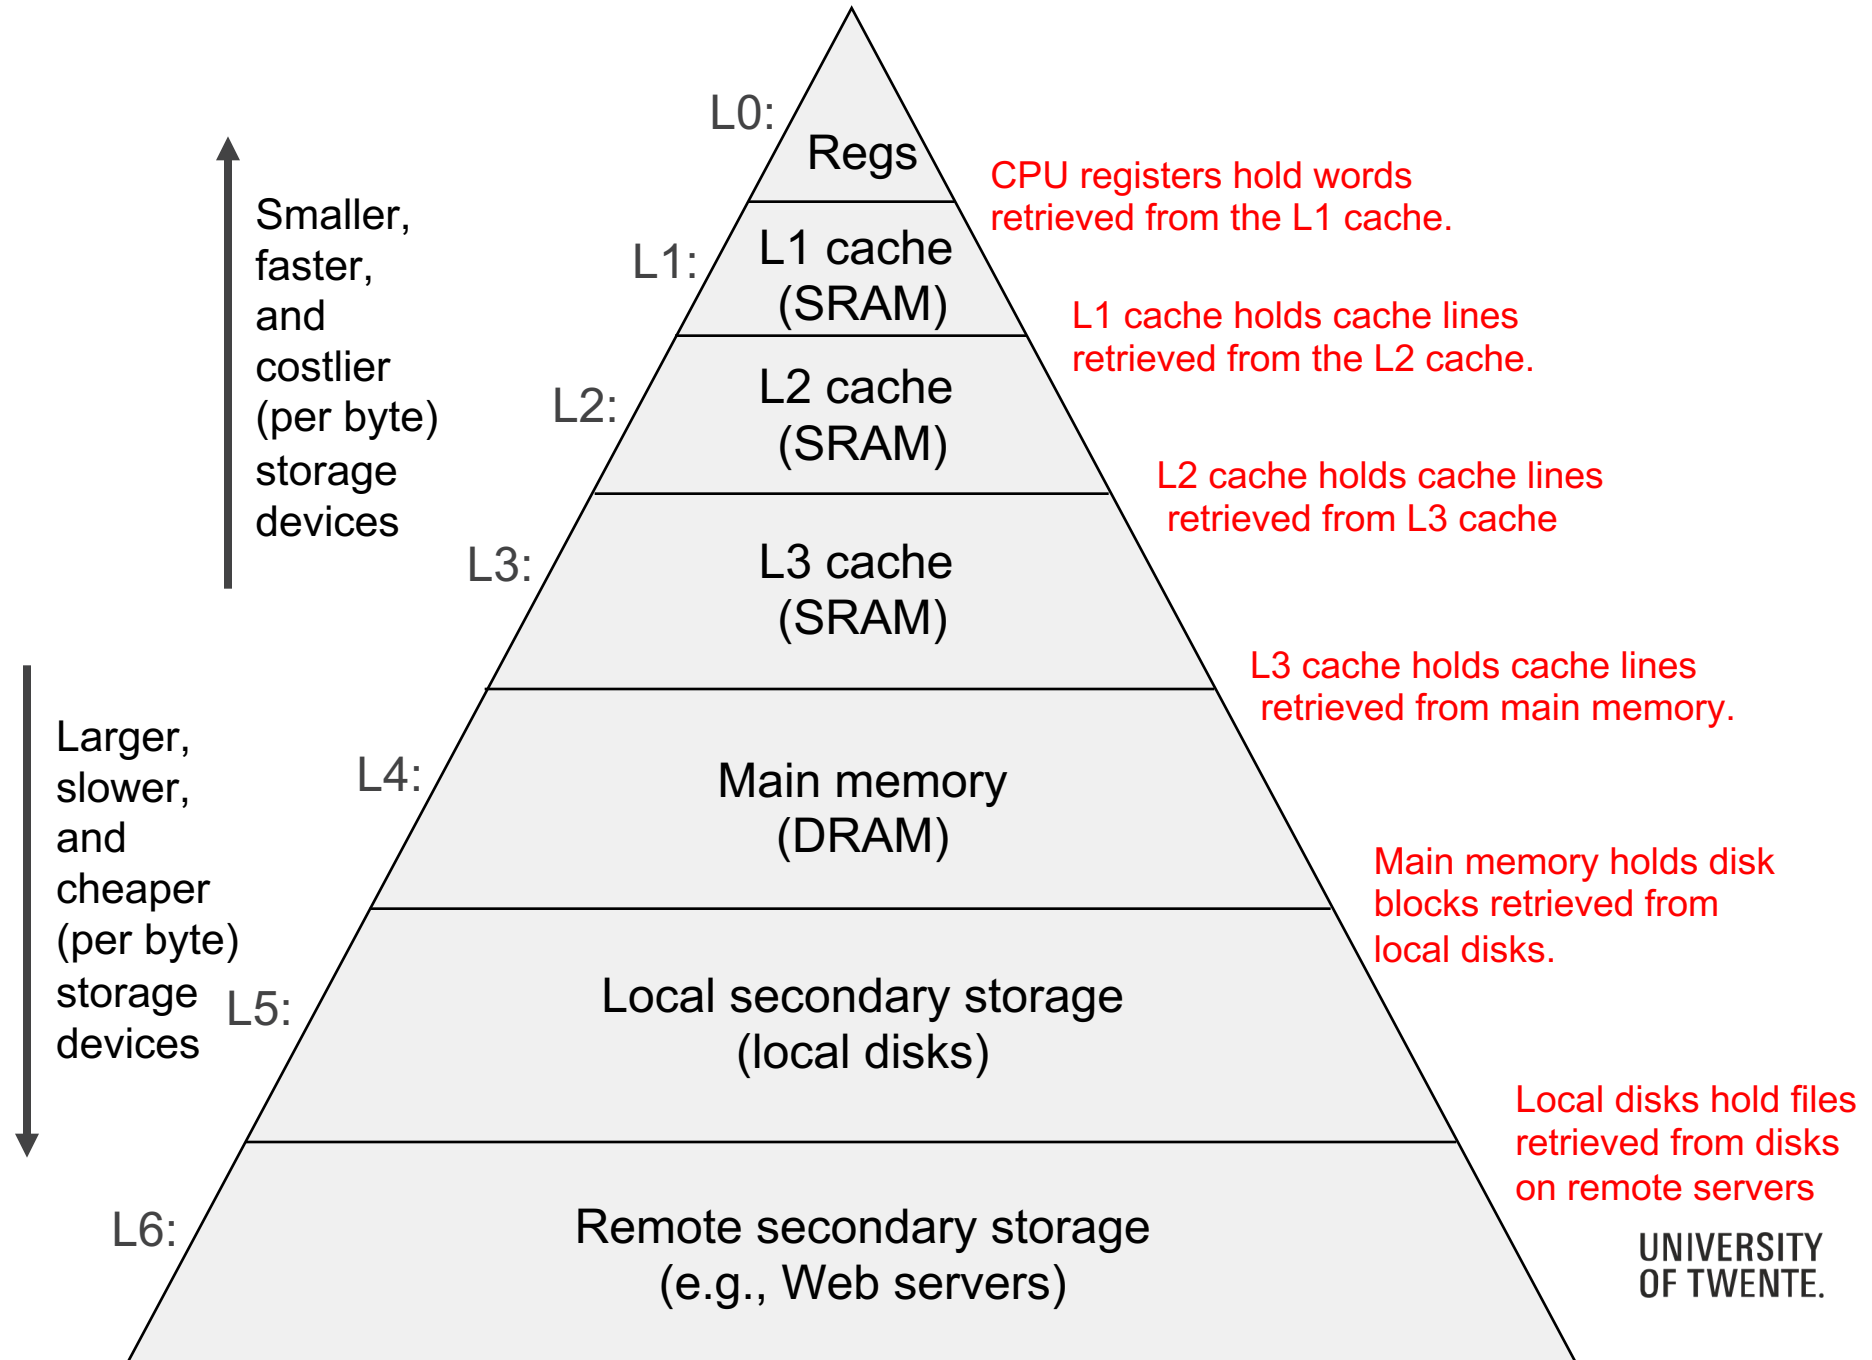 L0:
Regs
CPU registers hold words
retrieved from the L1 cache.
Smaller,
faster,
and
costlier
(per byte)
storage
devices
L1:
L1 cache
(SRAM)
L1 cache holds cache lines
retrieved from the L2 cache.
L2:
L2 cache
(SRAM)
L2 cache holds cache lines
retrieved from L3 cache
L3:
L3 cache
(SRAM)
L3 cache holds cache lines
retrieved from main memory.
Larger,
slower,
and
cheaper
(per byte)
storage
devices
L4:
Main memory
(DRAM)
Main memory holds disk
blocks retrieved from
local disks.
L5:
Local secondary storage
(local disks)
Local disks hold files
retrieved from disks
on remote servers
L6:
Remote secondary storage
(e.g., Web servers)
UNIVERSITY
OF TWENTE.